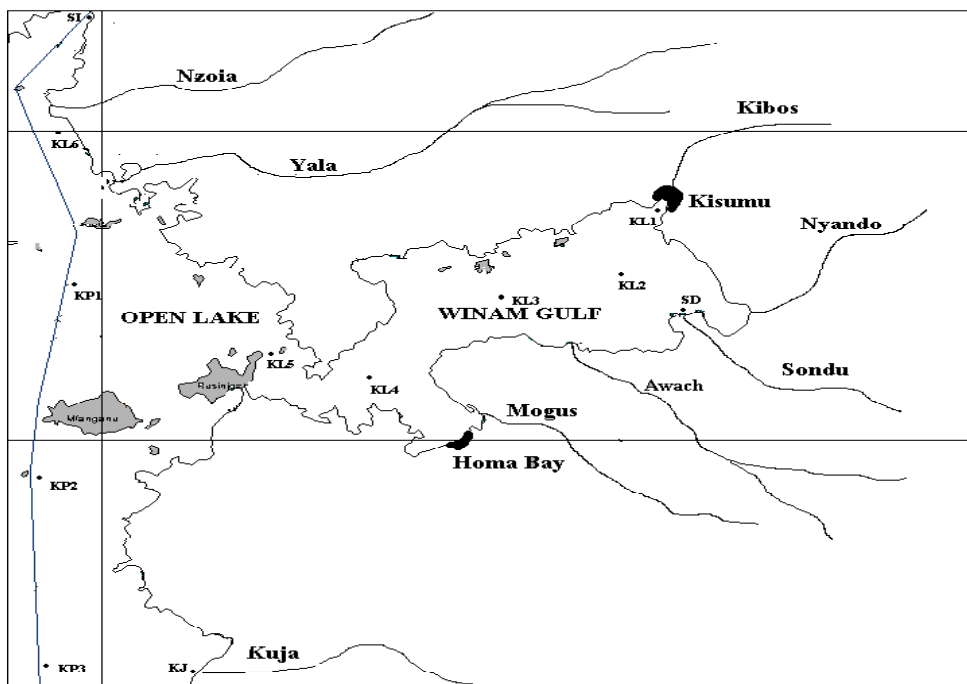 SI
Nzoia
Kibos
KL6
Yala
Kisumu
KL1
Nyando
KL2
KP1
KL3
SD
OPEN LAKE
WINAM GULF
KL5
Sondu
KL4
Awach
Mogus
Homa Bay
KP2
Kuja
KP3
KJ